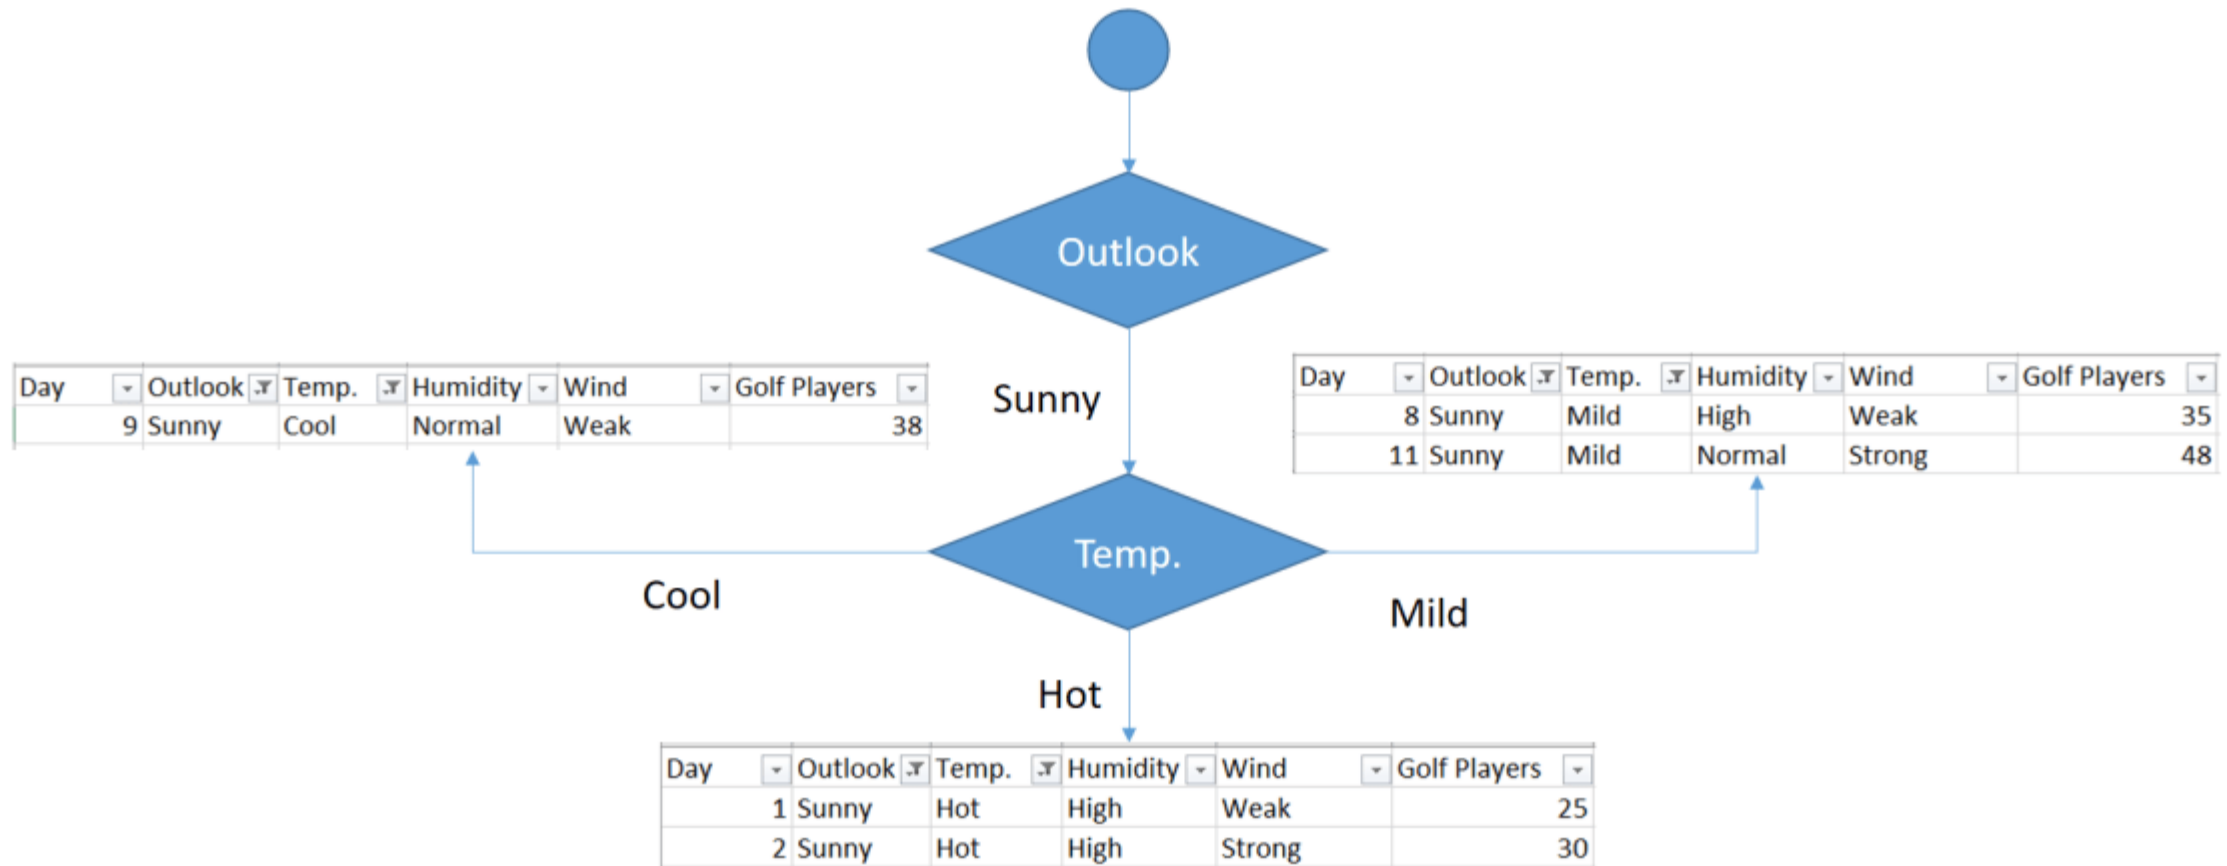 Outlook
Sunny
Day Outlook Temp. Humidity Wind Golf Players
9 Sunny Cool Normal Weak 38
Day Outlook Temp. Humidity Wind Golf Players
8 Sunny Mild High Weak 35
11 Sunny Mild Normal Strong 48
Temp.
Cool
Mild
Hot
Day Outlook Temp. Humidity Wind Golf Players
1 Sunny Hot High Weak 25
2 Sunny Hot High Strong 30